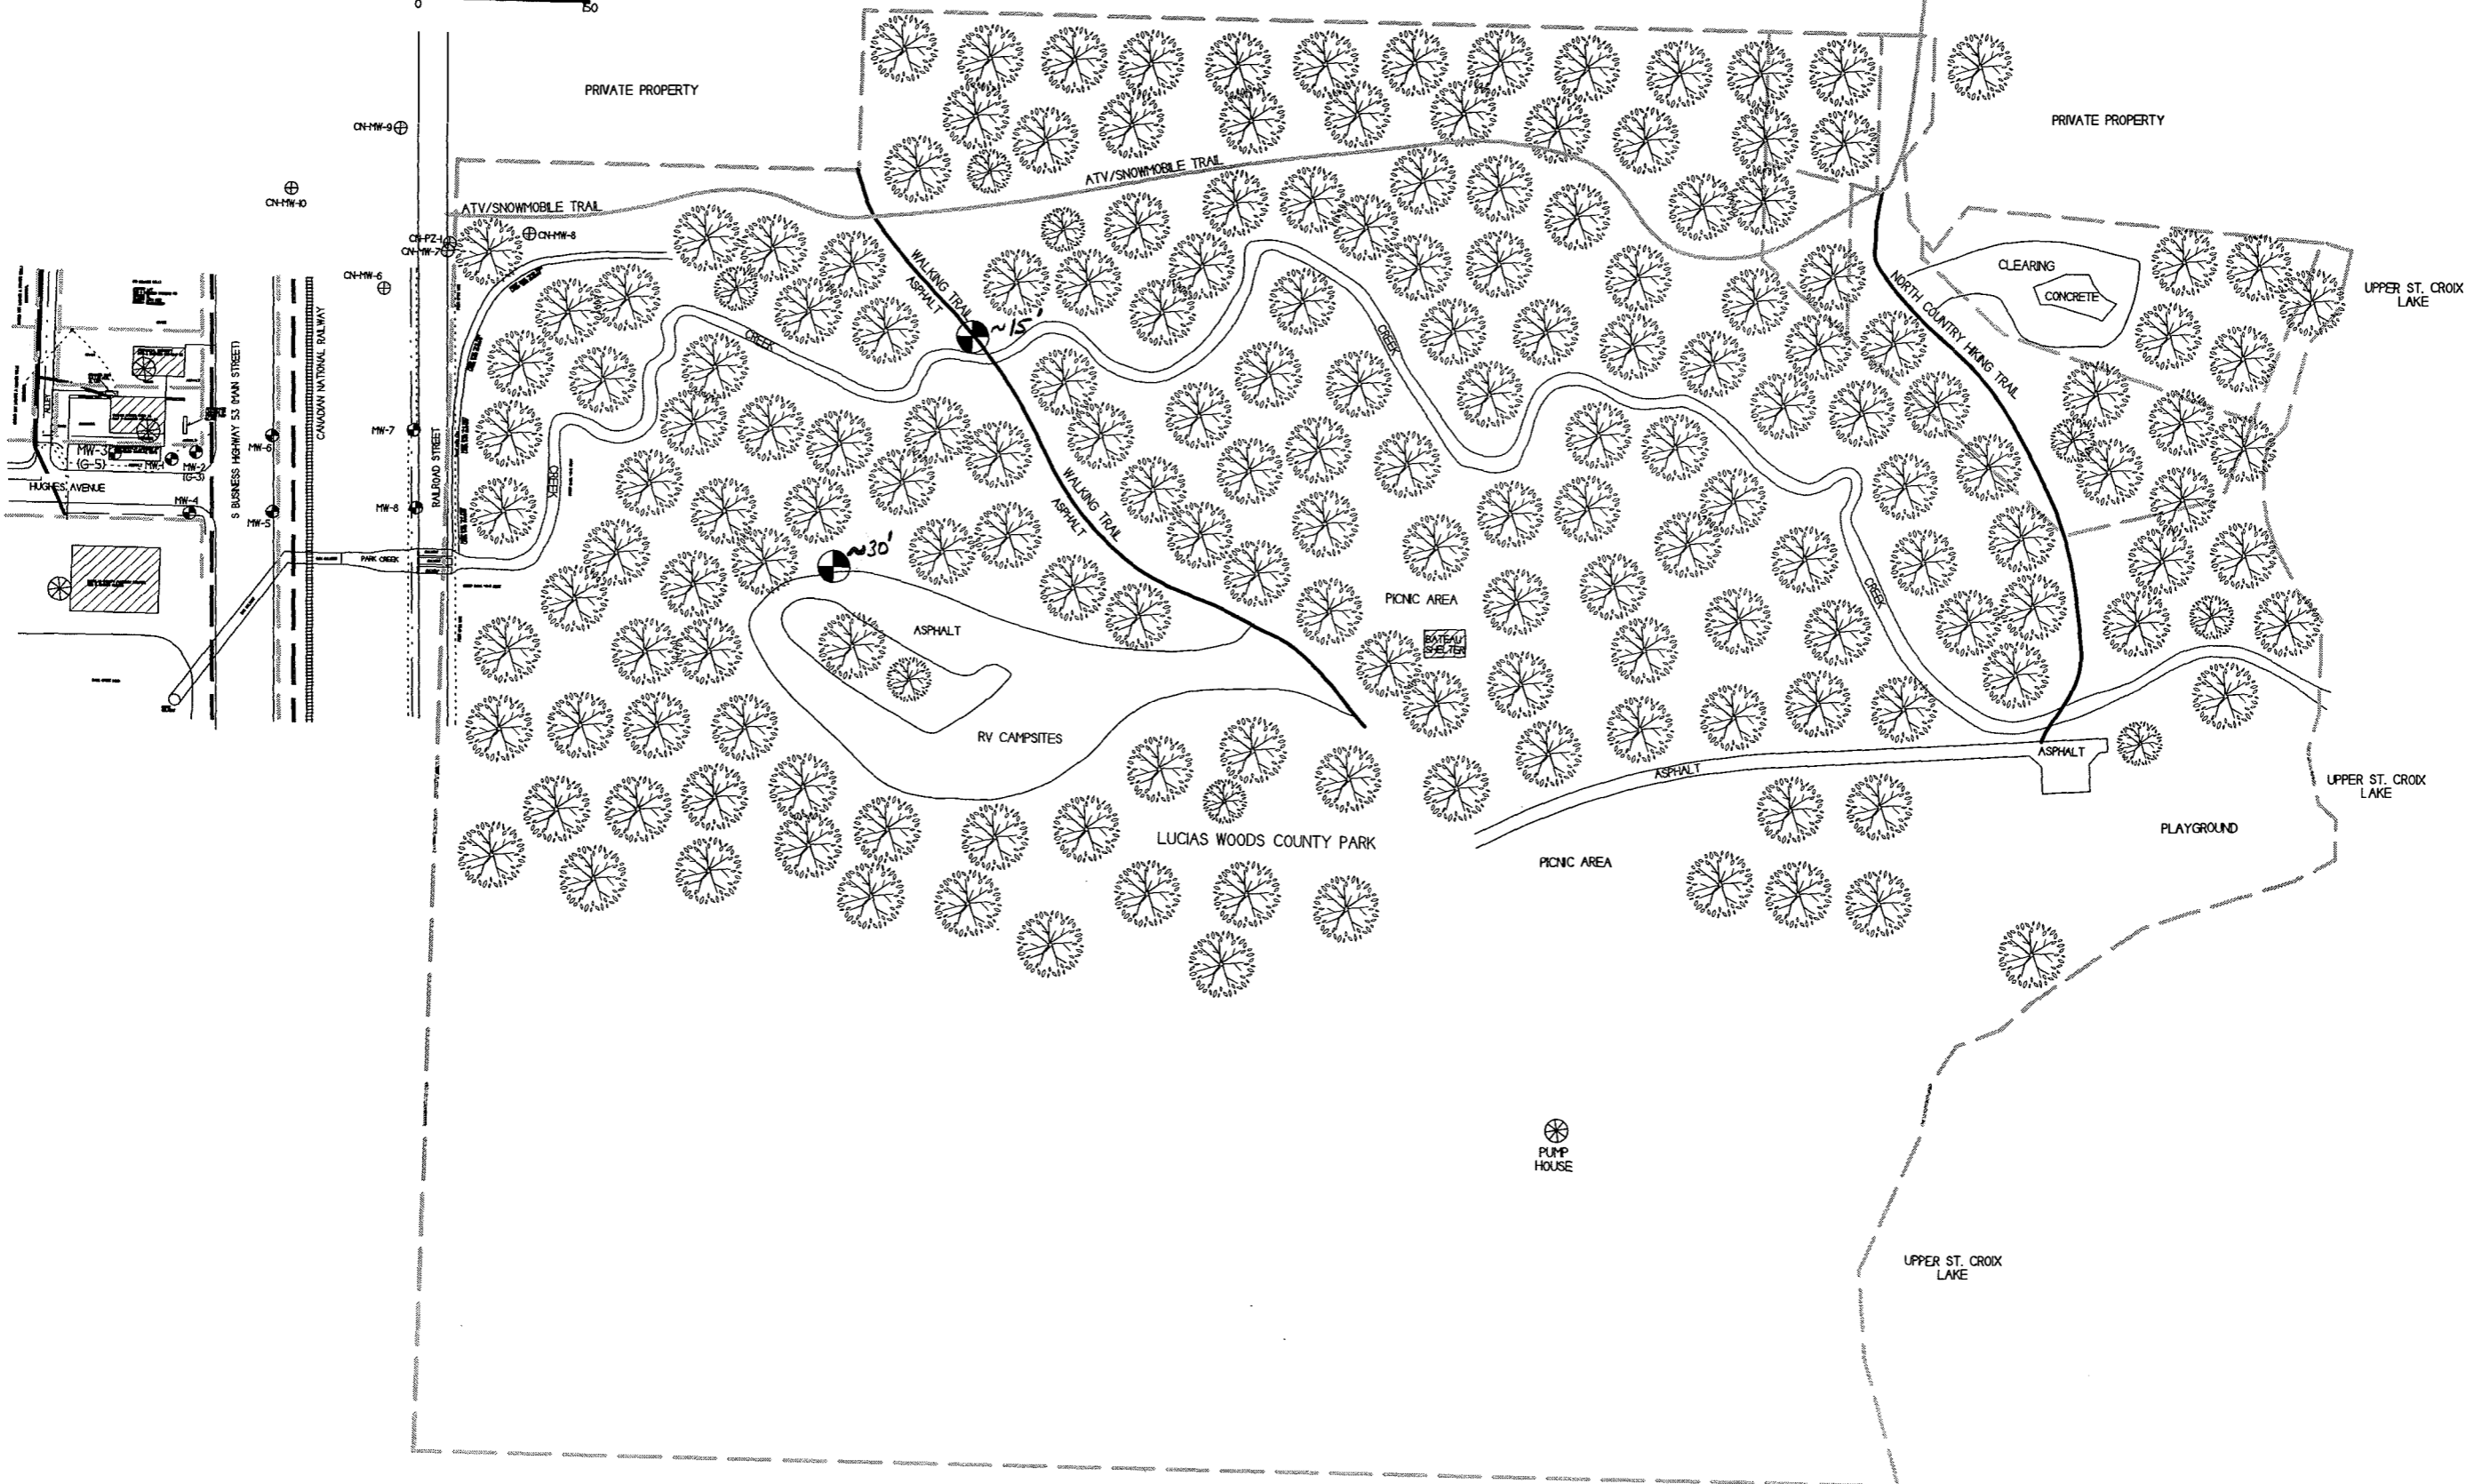 0 150
PRIVATE PROPERTY
PRIVATE PROPERTY
CN-MW-9
CN-MW-10
ATV/SNOWMOBILE TRAIL
ATV/SNOWMOBILE TRAIL
CN-PZ-1
CN-MW-7
CN-MW-8
CN-MW-6
WALKING TRAIL
ASPHALT
~15'
CREEK
CREEK
NORTH COUNTRY HIKING TRAIL
CLEARING
CONCRETE
UPPER ST. CROIX
LAKE
CANADIAN NATIONAL RAILWAY
S BUSINESS HIGHWAY 53 (MAIN STREET)
ALLEY
MW-7
MW-6
MW-3
(G-5)
MW-1
MW-2
(G-3)
HUGHES AVENUE
MW-4
MW-5
MW-8
RAILROAD STREET
CREEK
WALKING TRAIL
ASPHALT
PARK CREEK
~30'
ASPHALT
PICNIC AREA
BATEAU
SHELTER
CREEK
RV CAMPSITES
ASPHALT
ASPHALT
UPPER ST. CROIX
LAKE
LUCIAS WOODS COUNTY PARK
PICNIC AREA
PLAYGROUND
PUMP
HOUSE
UPPER ST. CROIX
LAKE